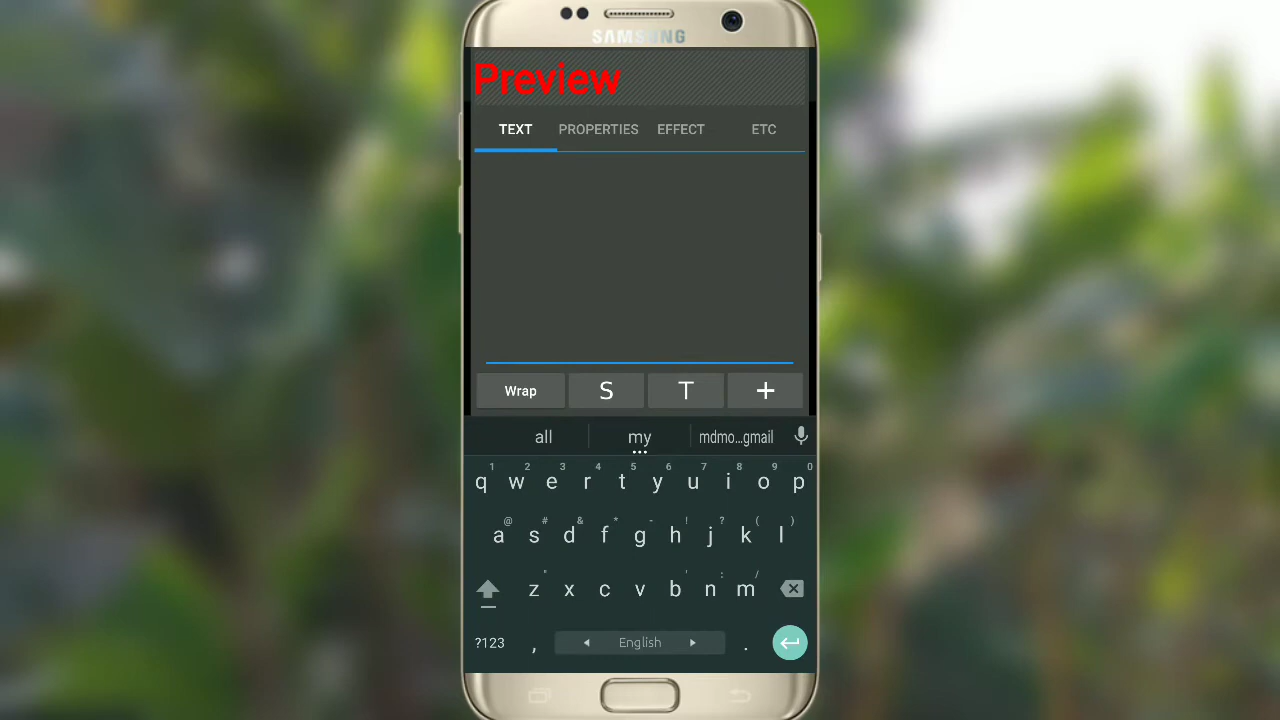 SAMSUNG
Preview
TEXT PROPERTIES EFFECT ETC
Wrap S T +
all my mdmo...gmail
1 2 3 4 5 6 7 8 9 0
q w e r t y u i o p
@ # & * - ! ? ( )
a s d f g h j k l
" ' : /
z x c v b n m
?123 , English .